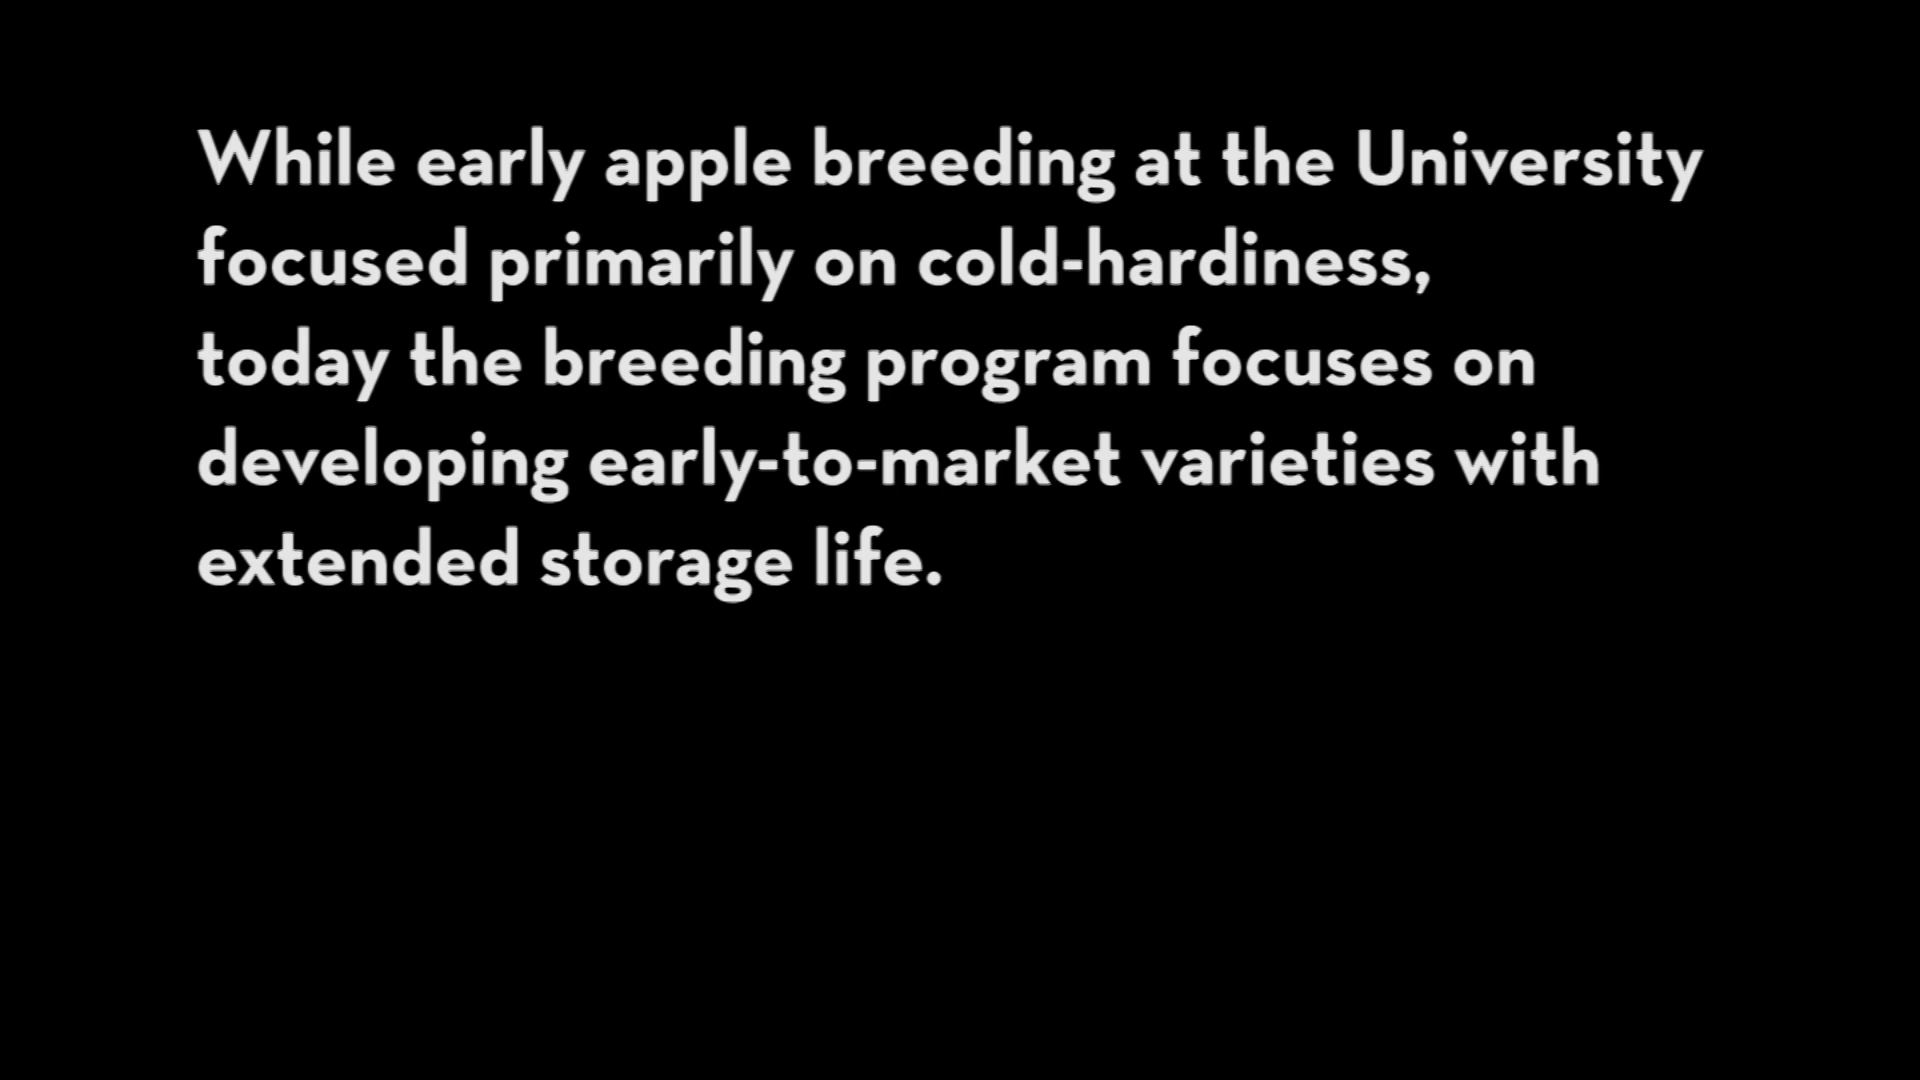 While early apple breeding at the University
focused primarily on cold-hardiness,
today the breeding program focuses on
developing early-to-market varieties with
extended storage life.